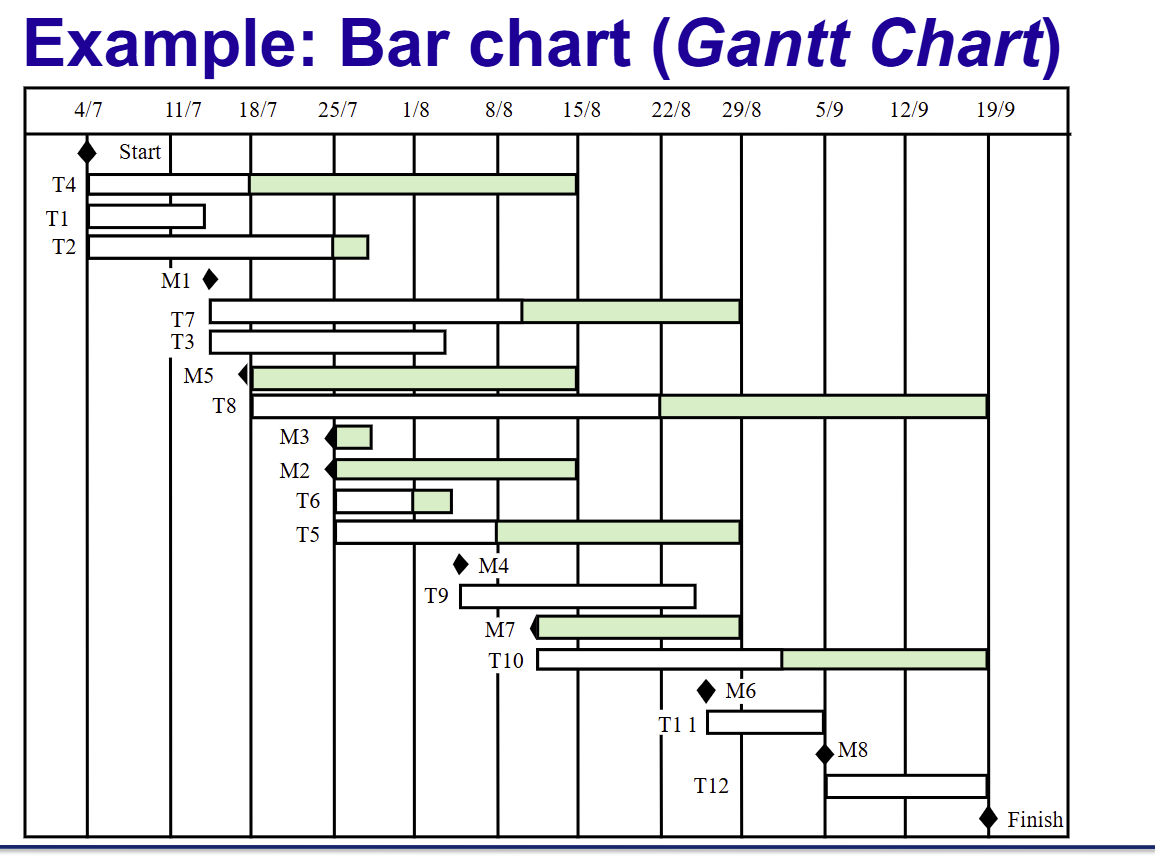 Example: Bar chart (Gantt Chart)
4/7 11/7 18/7 25/7 1/8 8/8 15/8 22/8 29/8 5/9 12/9 19/9
Start
T4
T1
T2
M1
T7
T3
M5
T8
M3
M2
T6
T5
M4
T9
M7
T10
M6
T1 1
M8
T12
Finish